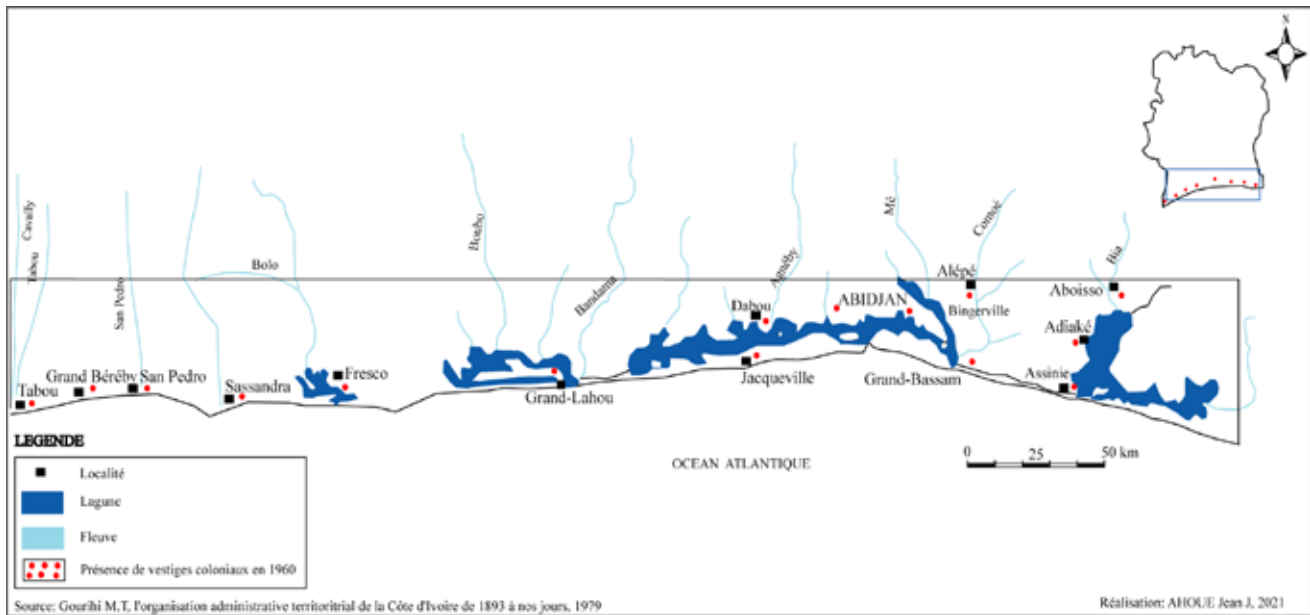 N
Cavally
Tabou
San Pedro
Bolo
Boubo
Bandama
Agnéby
Mé
Comoé
Bia
Alépé
Aboisso
Dabou
ABIDJAN
Bingerville
Adiaké
Tabou
Grand Béréby
San Pedro
Sassandra
Fresco
Grand-Lahou
Jacqueville
Grand-Bassam
Assinie
OCEAN ATLANTIQUE
0 25 50 km
LEGENDE
Localité
Lagune
Fleuve
Présence de vestiges coloniaux en 1960
Source: Gourihi M.T, l'organisation administrative territoritrial de la Côte d'Ivoire de 1893 à nos jours, 1979
Réalisation: AHOUE Jean J, 2021